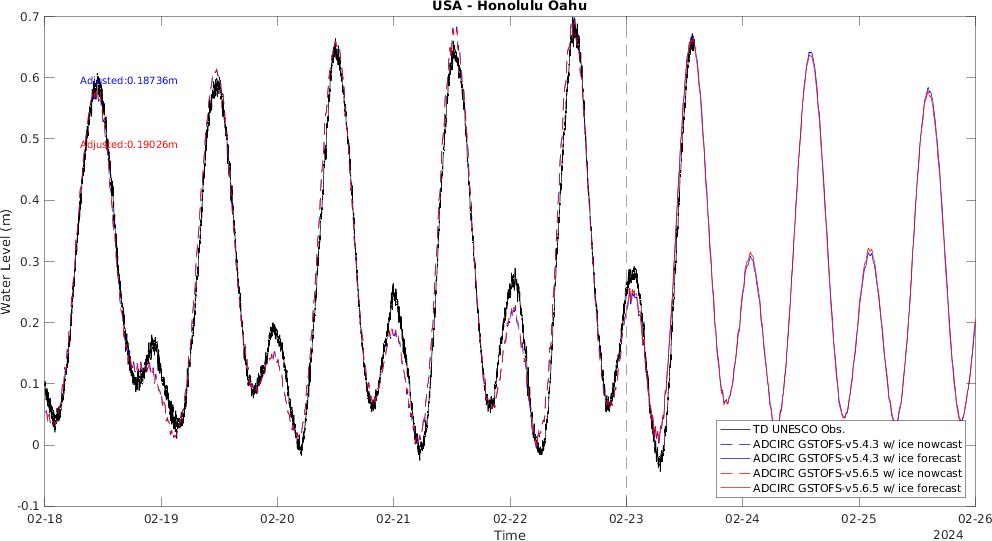 USA - Honolulu Oahu
0.7
0.6
0.5
0.4
0.3
0.2
0.1
0
-0.1
Water Level (m)
Adjusted:0.18736m
Adjusted:0.19026m
TD UNESCO Obs.
ADCIRC GSTOFS-v5.4.3 w/ ice nowcast
ADCIRC GSTOFS-v5.4.3 w/ ice forecast
ADCIRC GSTOFS-v5.6.5 w/ ice nowcast
ADCIRC GSTOFS-v5.6.5 w/ ice forecast
02-18 02-19 02-20 02-21 02-22 02-23 02-24 02-25 02-26
Time
2024